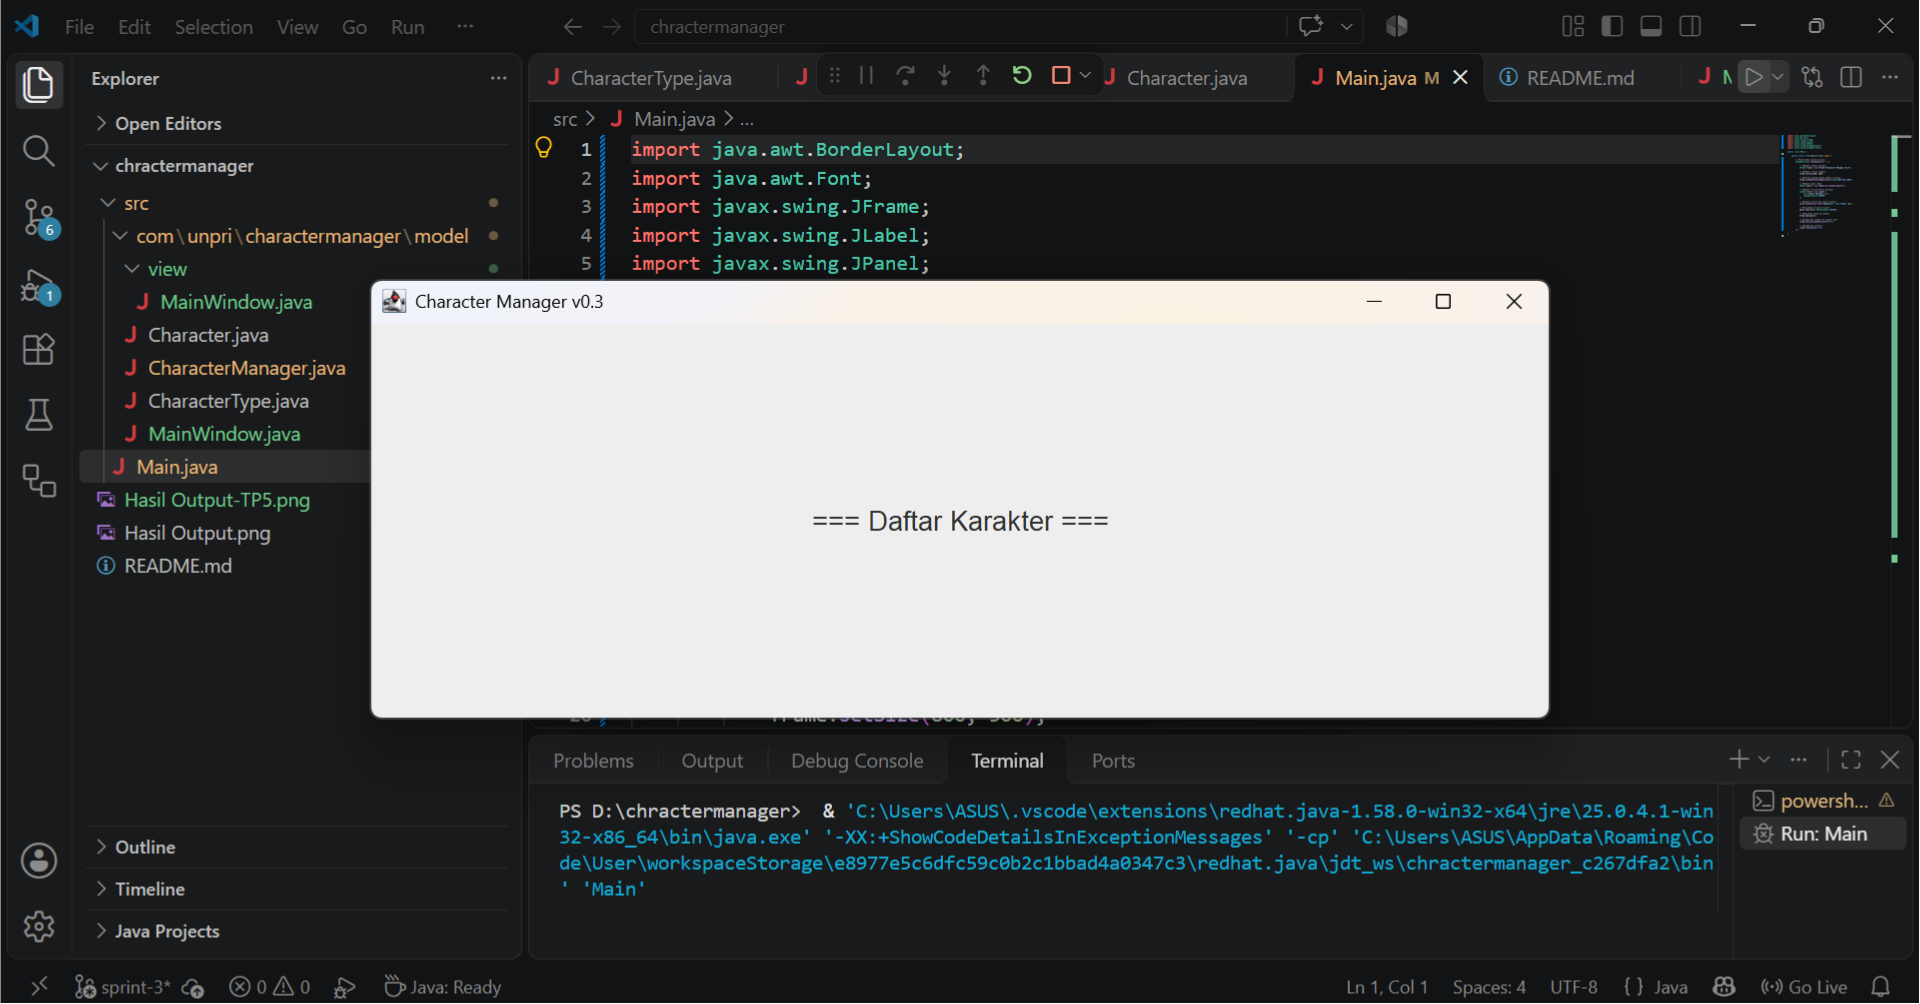 File Edit Selection View Go Run ···
chractermanager
Explorer
Open Editors
chractermanager
src
com\unpri\charactermanager\model
view
J MainWindow.java
J Character.java
J CharacterManager.java
J CharacterType.java
J MainWindow.java
J Main.java
Hasil Output-TP5.png
Hasil Output.png
README.md
Outline
Timeline
Java Projects
6
1
J CharacterType.java J J Character.java J Main.java M README.md J
src > J Main.java > ...
1 import java.awt.BorderLayout;
2 import java.awt.Font;
3 import javax.swing.JFrame;
4 import javax.swing.JLabel;
5 import javax.swing.JPanel;
Character Manager v0.3
=== Daftar Karakter ===
Problems Output Debug Console Terminal Ports
PS D:\chractermanager> & 'C:\Users\ASUS\.vscode\extensions\redhat.java-1.58.0-win32-x64\jre\25.0.4.1-win
32-x86_64\bin\java.exe' '-XX:+ShowCodeDetailsInExceptionMessages' '-cp' 'C:\Users\ASUS\AppData\Roaming\Co
de\User\workspaceStorage\e8977e5c6dfc59c0b2c1bbad4a0347c3\redhat.java\jdt_ws\chractermanager_c267dfa2\bin
' 'Main'
powersh...
Run: Main
sprint-3* 0 0 Java: Ready Ln 1, Col 1 Spaces: 4 UTF-8 {} Java Go Live